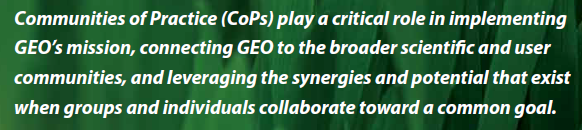 Communities of Practice (CoPs) play a critical role in implementing
GEO's mission, connecting GEO to the broader scientific and user
communities, and leveraging the synergies and potential that exist
when groups and individuals collaborate toward a common goal.